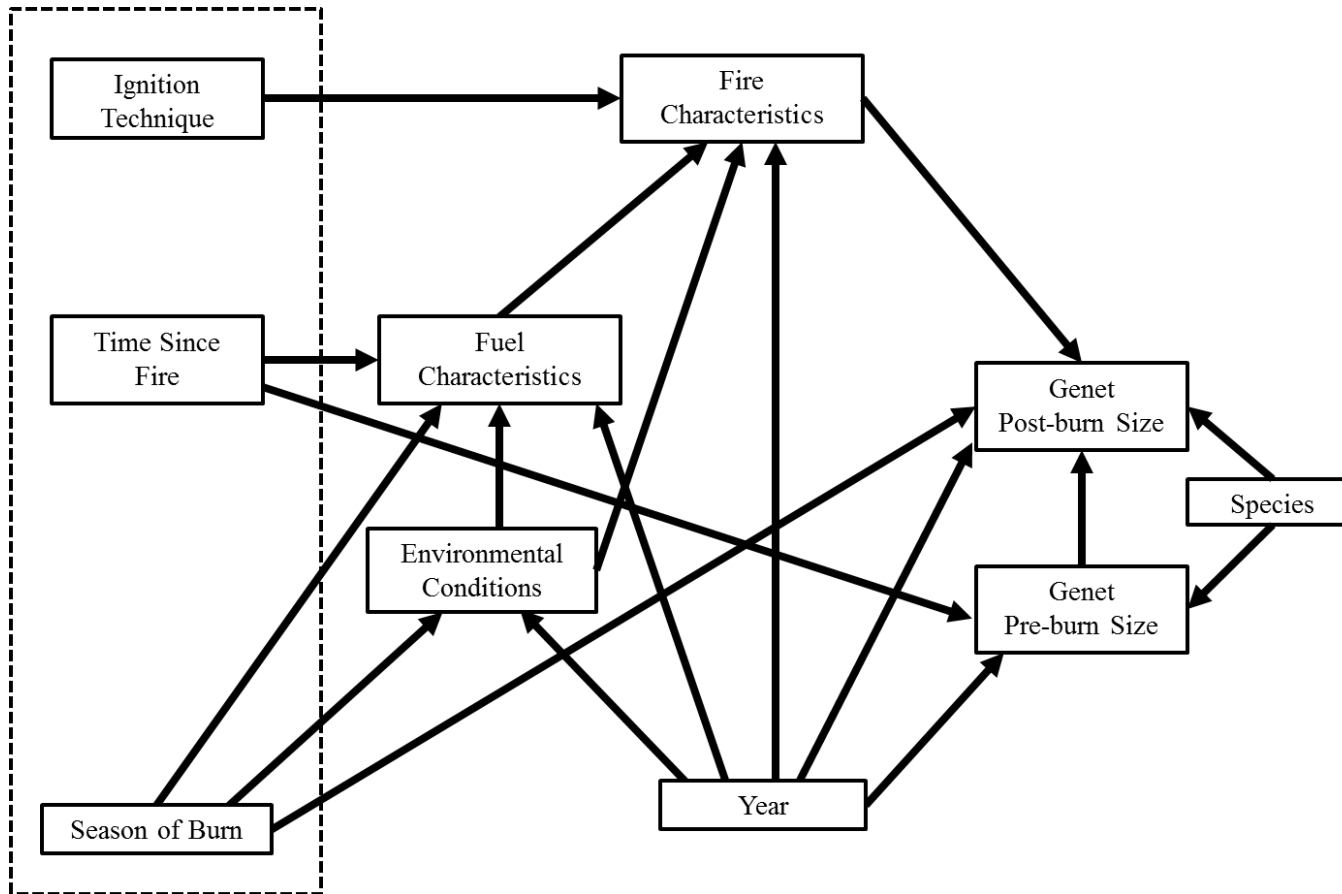 Ignition
Technique
Fire
Characteristics
Time Since
Fire
Fuel
Characteristics
Genet
Post-burn Size
Species
Environmental
Conditions
Genet
Pre-burn Size
Season of Burn
Year